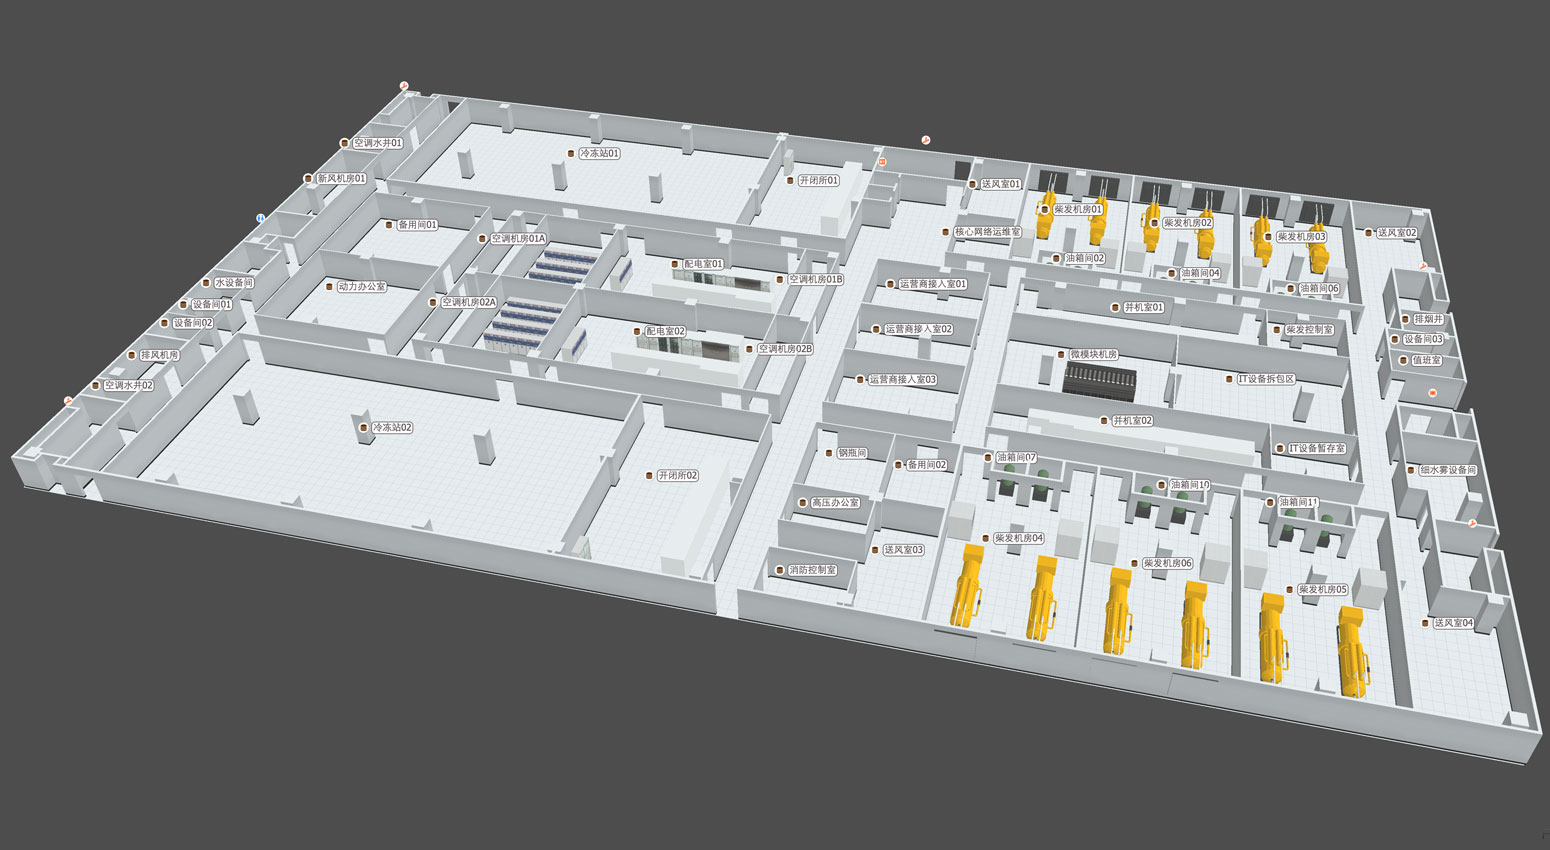 空调水井01
冷冻站01
新风机房01
开闭所01
送风室01
柴发机房01
柴发机房02
柴发机房03
送风室02
备用间01
空调机房01A
核心网络运维室
配电室01
空调机房01B
油箱间02
油箱间04
油箱间06
水设备间
动力办公室
运营商接入室01
设备间01
空调机房02A
并机室01
设备间02
配电室02
运营商接入室02
柴发控制室
排烟井
设备间03
排风机房
空调机房02B
微模块机房
值班室
空调水井02
运营商接入室03
IT设备拆包区
冷冻站02
并机室02
钢瓶间
油箱间07
IT设备暂存室
备用间02
开闭所02
细水雾设备间
油箱间10
高压办公室
油箱间11
柴发机房04
送风室03
柴发机房06
消防控制室
柴发机房05
送风室04